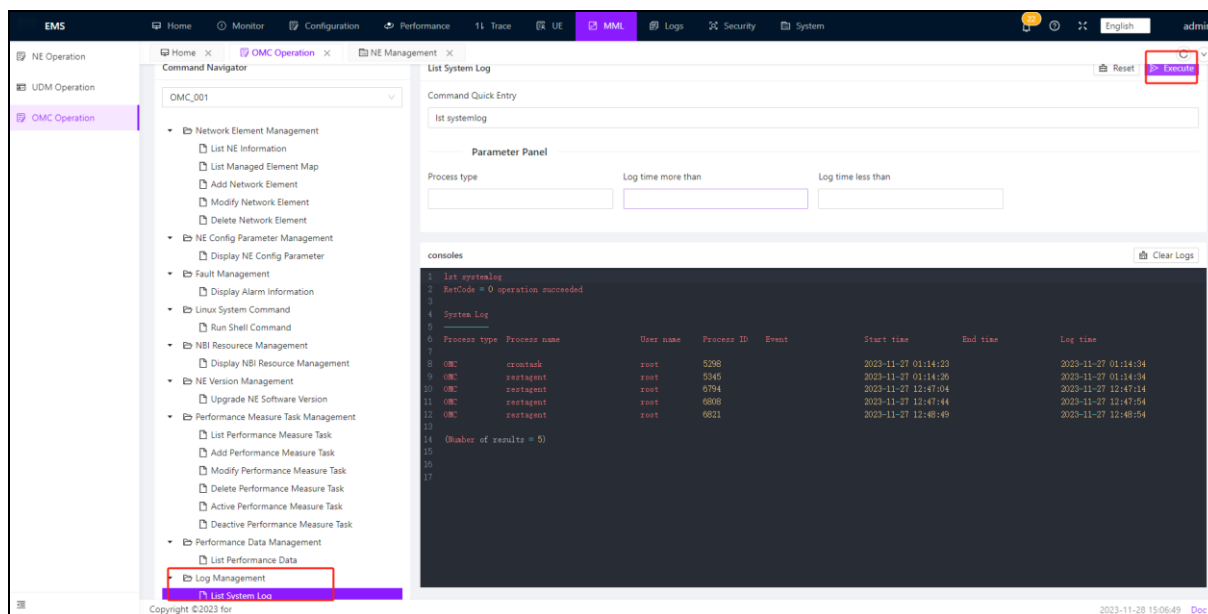 EMS Home Monitor Configuration Performance Trace UE MML Logs Security System 22 English admi
NE Operation
UDM Operation
OMC Operation
Home OMC Operation NE Management
Command Navigator
OMC_001
Network Element Management
List NE Information
List Managed Element Map
Add Network Element
Modify Network Element
Delete Network Element
NE Config Parameter Management
Display NE Config Parameter
Fault Management
Display Alarm Information
Linux System Command
Run Shell Command
NBI Resourece Management
Display NBI Resource Management
NE Version Management
Upgrade NE Software Version
Performance Measure Task Management
List Performance Measure Task
Add Performance Measure Task
Modify Performance Measure Task
Delete Performance Measure Task
Active Performance Measure Task
Deactive Performance Measure Task
Performance Data Management
List Performance Data
Log Management
List System Log
List System Log Reset Execute
Command Quick Entry
lst systemlog
Parameter Panel
Process type Log time more than Log time less than
consoles Clear Logs
1 lst systemlog
2 RetCode = 0 operation succeeded
3
4 System Log
5 ----------
6 Process type Process name User name Process ID Event Start time End time Log time
7
8 OMC crontask root 5298 2023-11-27 01:14:23 2023-11-27 01:14:34
9 OMC restagent root 5345 2023-11-27 01:14:26 2023-11-27 01:14:34
10 OMC restagent root 6794 2023-11-27 12:47:04 2023-11-27 12:47:14
11 OMC restagent root 6808 2023-11-27 12:47:44 2023-11-27 12:47:54
12 OMC restagent root 6821 2023-11-27 12:48:49 2023-11-27 12:48:54
13
14 (Number of results = 5)
15
16
17
Copyright ©2023 for 2023-11-28 15:06:49 Doc